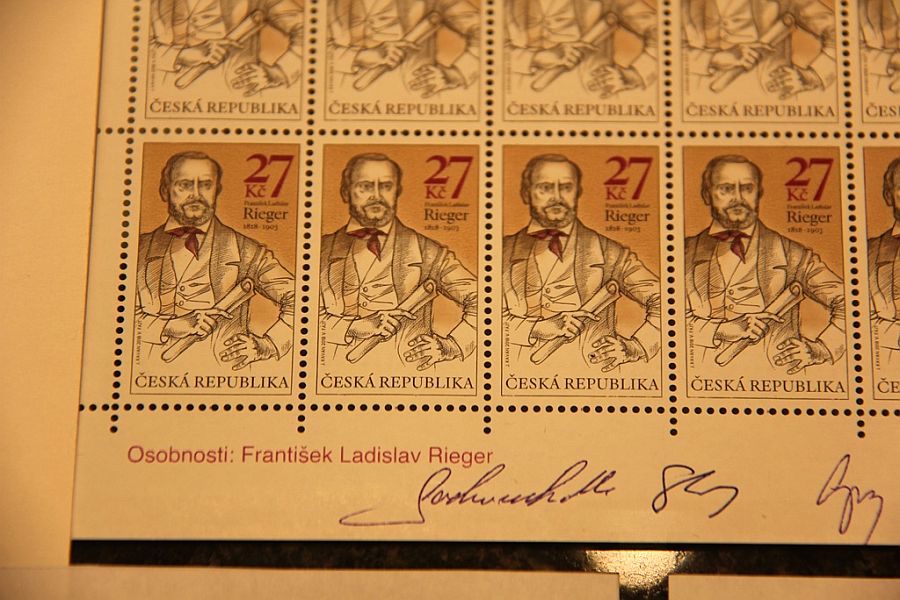 ČESKÁ REPUBLIKA ČESKÁ REPUBLIKA ČESKÁ REPUBLIKA ČESKÁ REPUBLIKA ČES
27 27 27 27
Kč Kč Kč Kč
František Ladislav František Ladislav František Ladislav František Ladislav
Rieger Rieger Rieger Rieger
1818-1903 1818-1903 1818-1903 1818-1903
ČESKÁ REPUBLIKA ČESKÁ REPUBLIKA ČESKÁ REPUBLIKA ČESKÁ REPUBLIKA ČES
Osobnosti: František Ladislav Rieger